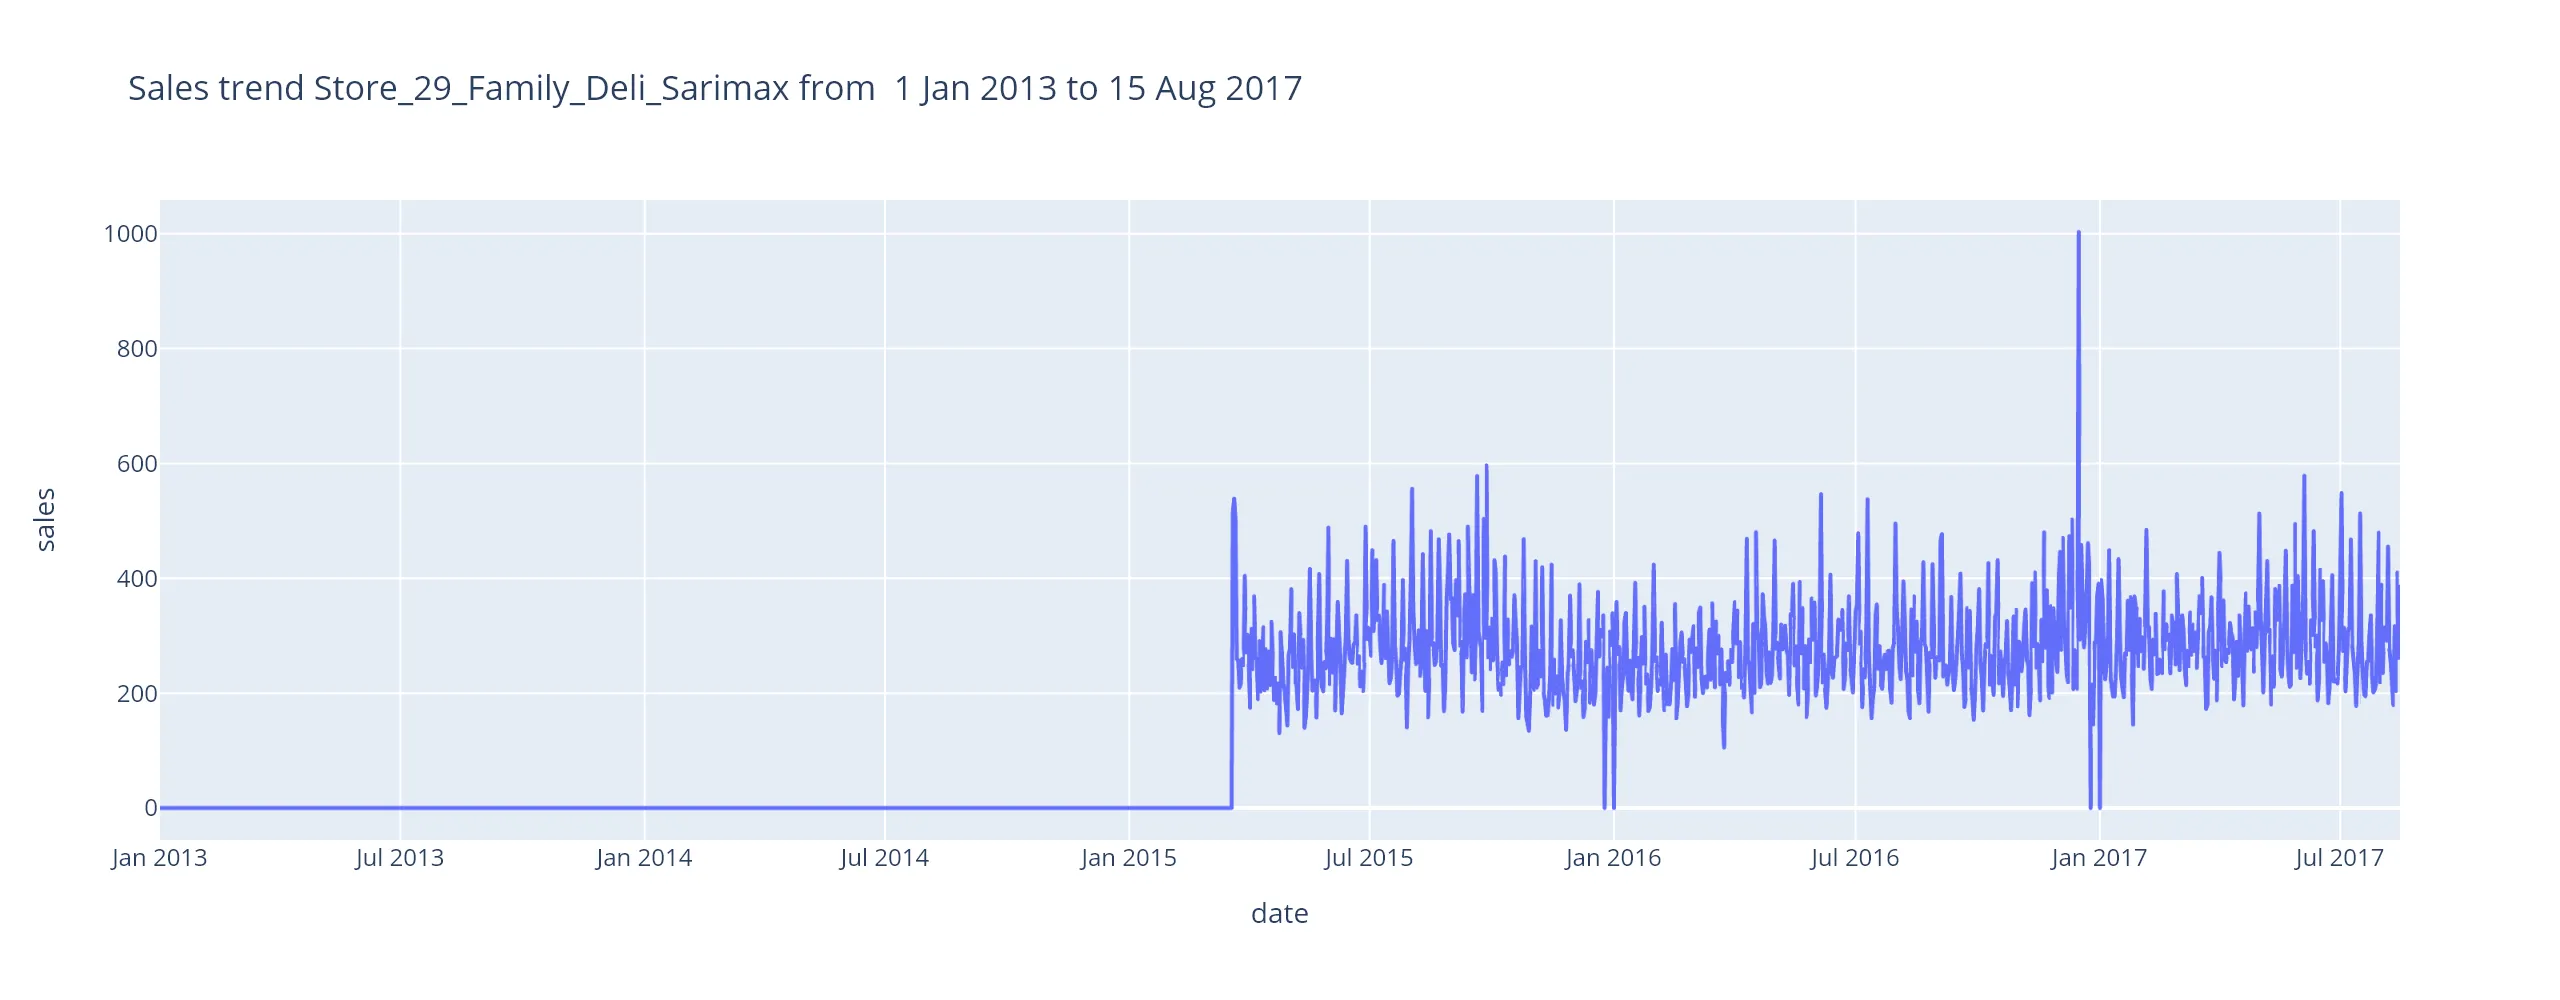 Sales trend Store_29_Family_Deli_Sarimax from  1 Jan 2013 to 15 Aug 2017
1000
800
600
400
200
0
sales
Jan 2013 Jul 2013 Jan 2014 Jul 2014 Jan 2015 Jul 2015 Jan 2016 Jul 2016 Jan 2017 Jul 2017
date